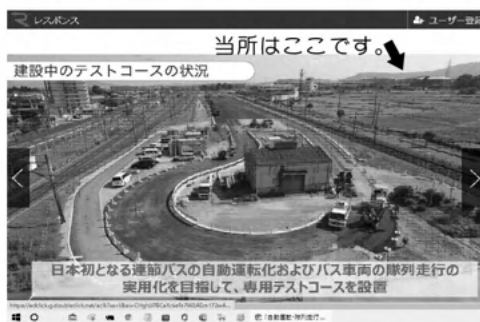 レスポンス
ユーザー登録
当所はここです。
建設中のテストコースの状況
日本初となる連節バスの自動運転化およびバス車両の隊列走行の
実用化を目指して、専用テストコースを設置